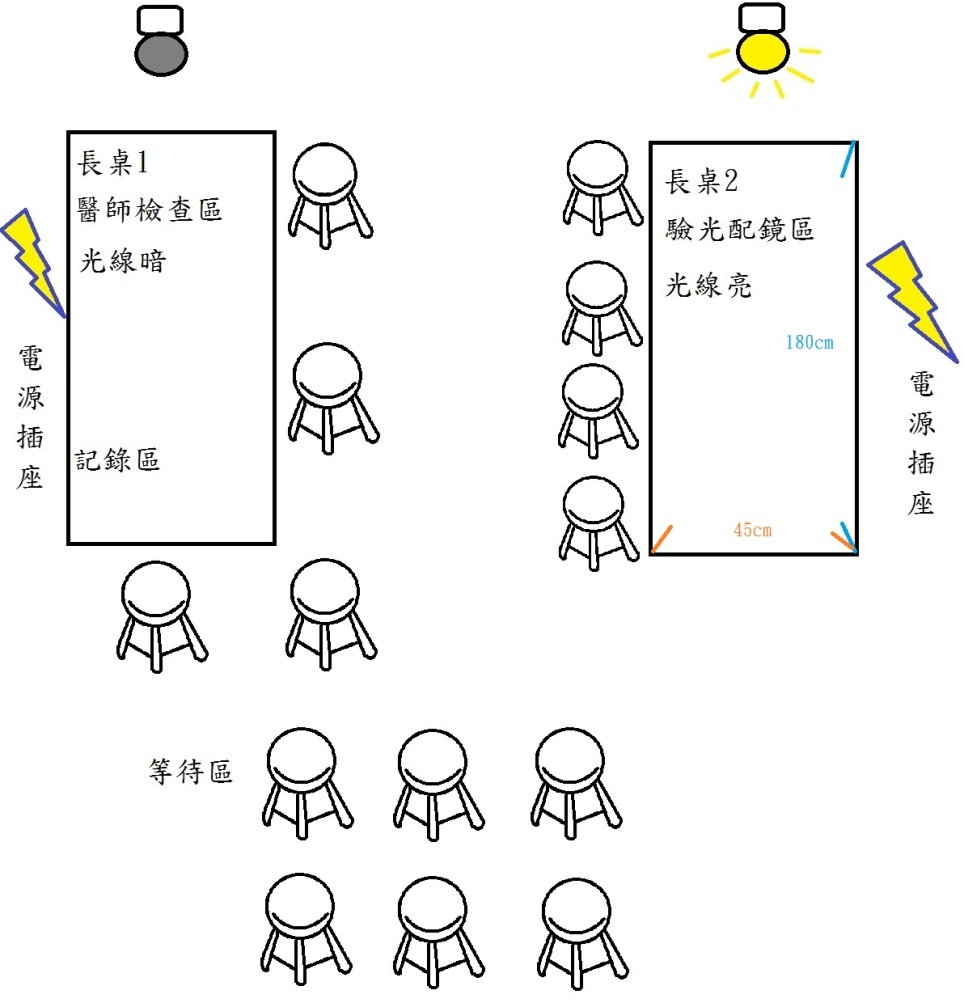 長桌1
醫師檢查區
光線暗
電源插座
記錄區
長桌2
驗光配鏡區
光線亮
180cm
45cm
電源插座
等待區